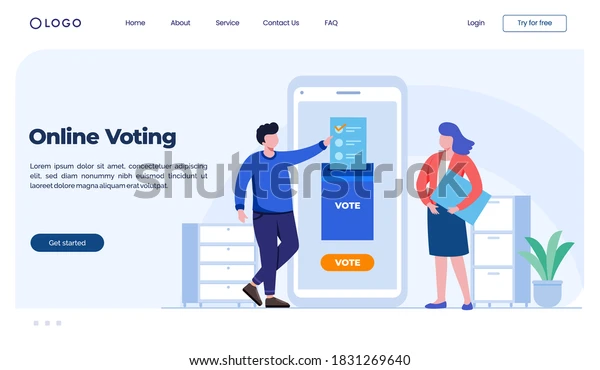 LOGO
Home
About
Service
Contact Us
FAQ
Login
Try for free
Online Voting
Lorem ipsum dolor sit amet, consectetuer
adipiscing elit, sed diam nonummy nibh euismod tincidunt ut
laoreet dolore magna aliquam erat volutpat.
Get started
VOTE
VOTE
shutterstock
www.shutterstock.com · 1831269640